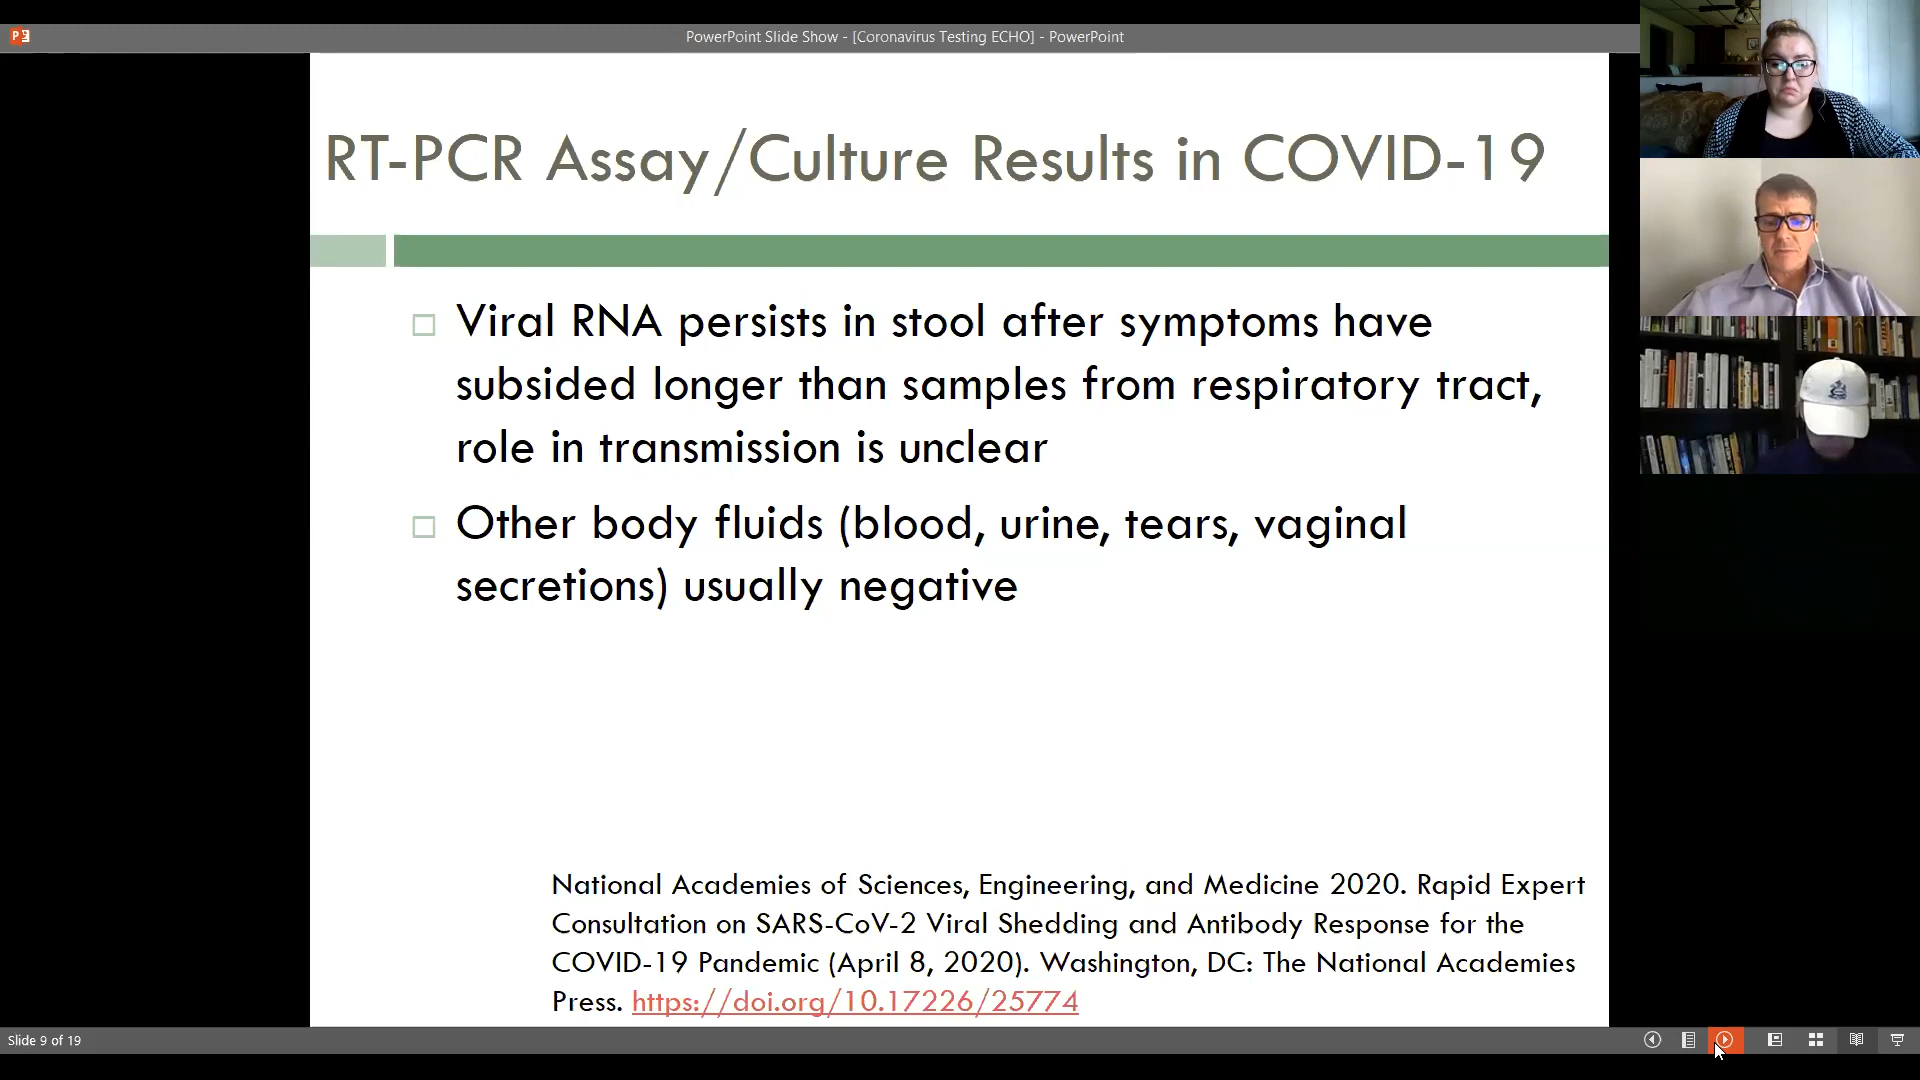 PowerPoint Slide Show - [Coronavirus Testing ECHO] - PowerPoint
RT-PCR Assay/Culture Results in COVID-19
Viral RNA persists in stool after symptoms have
subsided longer than samples from respiratory tract,
role in transmission is unclear
Other body fluids (blood, urine, tears, vaginal
secretions) usually negative
National Academies of Sciences, Engineering, and Medicine 2020. Rapid Expert
Consultation on SARS-CoV-2 Viral Shedding and Antibody Response for the
COVID-19 Pandemic (April 8, 2020). Washington, DC: The National Academies
Press. https://doi.org/10.17226/25774
Slide 9 of 19